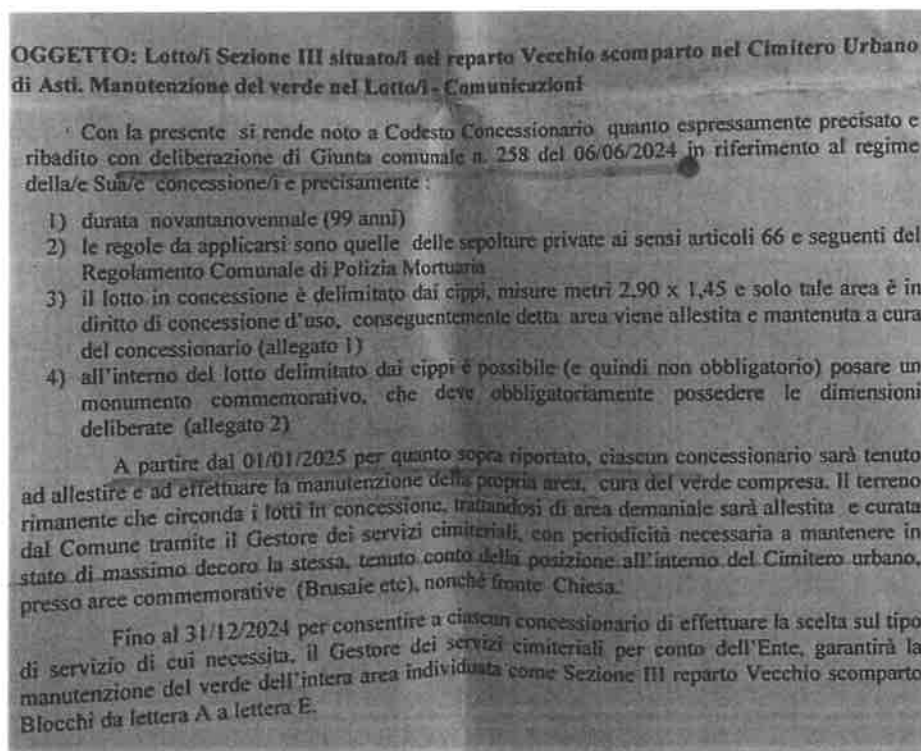 OGGETTO: Lotto/i Sezione III situato/i nel reparto Vecchio scomparto nel Cimitero Urbano
di Asti. Manutenzione del verde nel Lotto/i - Comunicazioni
Con la presente si rende noto a Codesto Concessionario quanto espressamente precisato e
ribadito con deliberazione di Giunta comunale n. 258 del 06/06/2024 in riferimento al regime
della/e Sua/e concessione/i e precisamente :
1) durata novantanovennale (99 anni)
2) le regole da applicarsi sono quelle delle sepolture private ai sensi articoli 66 e seguenti del
Regolamento Comunale di Polizia Mortuaria
3) il lotto in concessione è delimitato dai cippi, misure metri 2,90 x 1,45 e solo tale area è in
diritto di concessione d'uso, conseguentemente detta area viene allestita e mantenuta a cura
del concessionario (allegato 1)
4) all'interno del lotto delimitato dai cippi è possibile (e quindi non obbligatorio) posare un
monumento commemorativo, che deve obbligatoriamente possedere le dimensioni
deliberate (allegato 2)
A partire dal 01/01/2025 per quanto sopra riportato, ciascun concessionario sarà tenuto
ad allestire e ad effettuare la manutenzione della propria area, cura del verde compresa. Il terreno
rimanente che circonda i lotti in concessione, trattandosi di area demaniale sarà allestita e curata
dal Comune tramite il Gestore dei servizi cimiteriali, con periodicità necessaria a mantenere in
stato di massimo decoro la stessa, tenuto conto della posizione all'interno del Cimitero urbano,
presso aree commemorative (Brusaie etc), nonché fronte Chiesa.
Fino al 31/12/2024 per consentire a ciascun concessionario di effettuare la scelta sul tipo
di servizio di cui necessita, il Gestore dei servizi cimiteriali per conto dell'Ente, garantirà la
manutenzione del verde dell'intera area individuata come Sezione III reparto Vecchio scomparto
Blocchi da lettera A a lettera E.